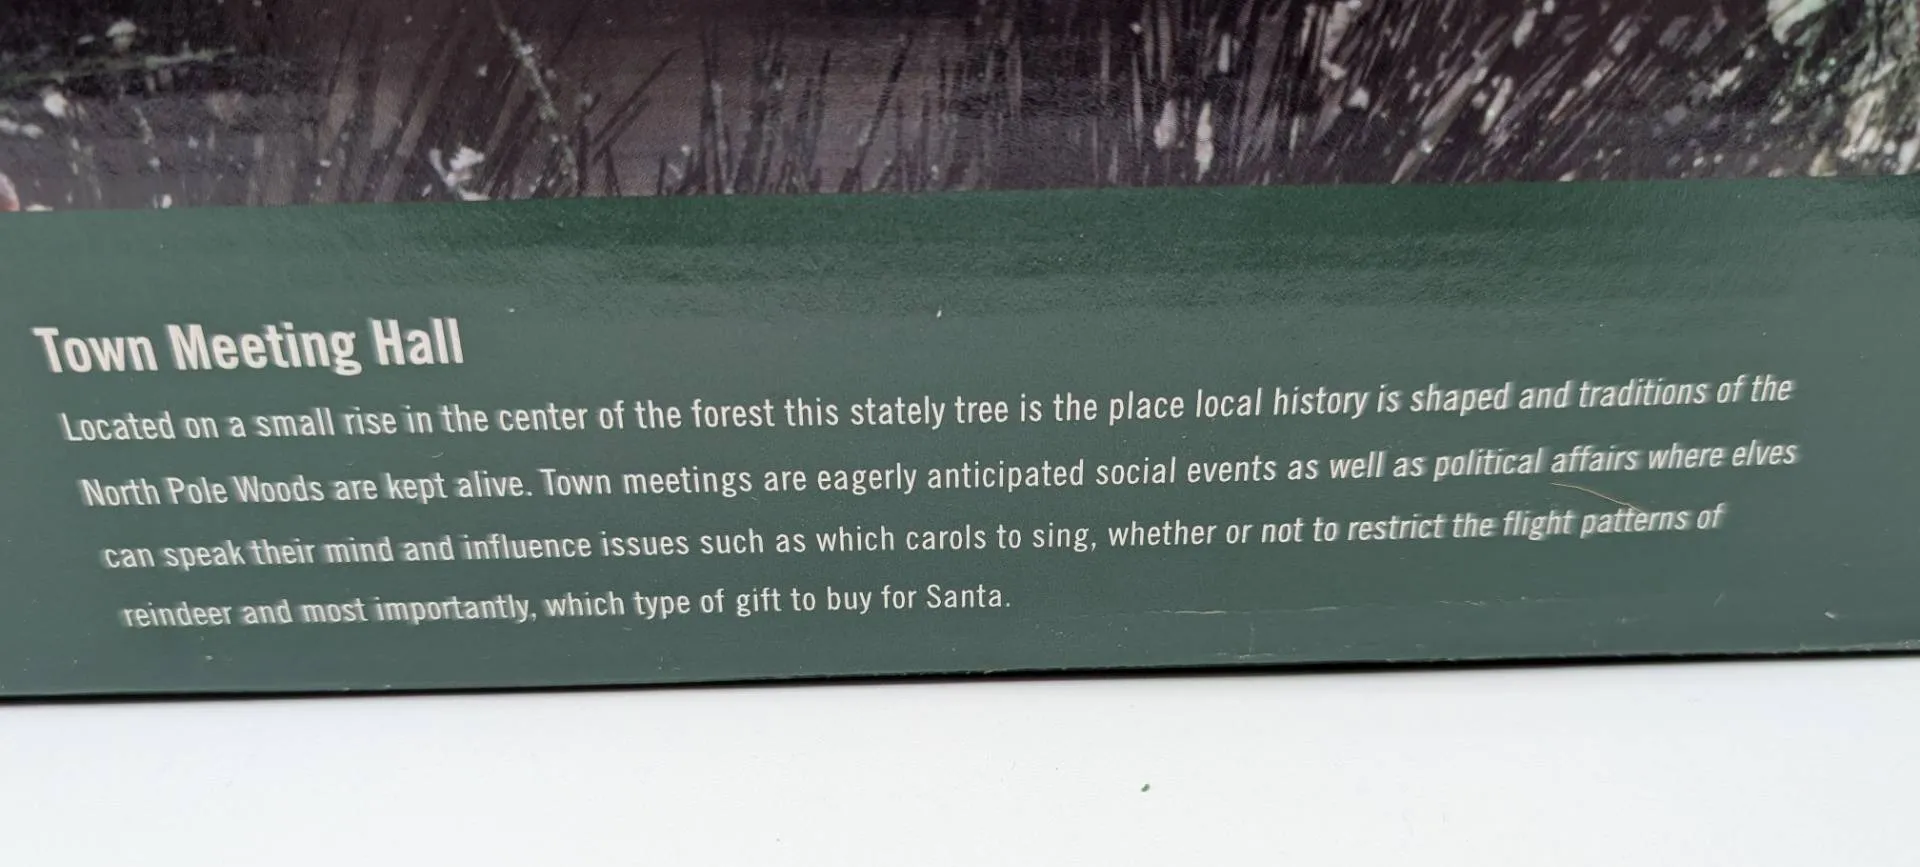 Town Meeting Hall
Located on a small rise in the center of the forest this stately tree is the place local history is shaped and traditions of the
North Pole Woods are kept alive. Town meetings are eagerly anticipated social events as well as political affairs where elves
can speak their mind and influence issues such as which carols to sing, whether or not to restrict the flight patterns of
reindeer and most importantly, which type of gift to buy for Santa.